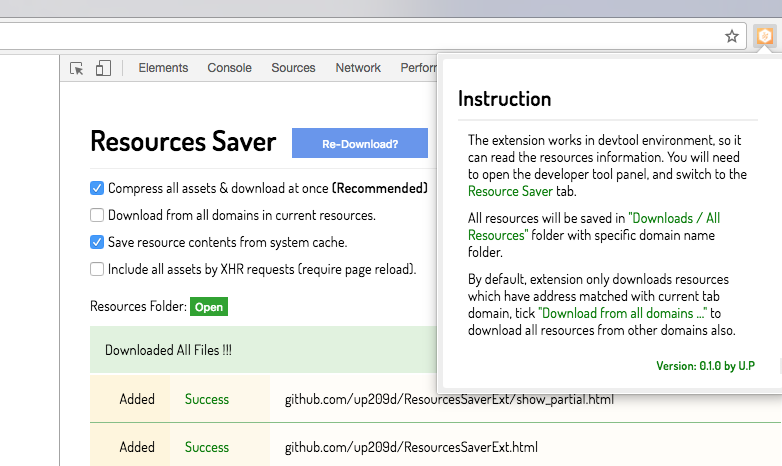 Elements Console Sources Network Perfor
Resources Saver
Re-Download?
Compress all assets & download at once (Recommended)
Download from all domains in current resources.
Save resource contents from system cache.
Include all assets by XHR requests (require page reload).
Resources Folder: Open
Downloaded All Files !!!
Added Success github.com/up209d/ResourcesSaverExt/show_partial.html
Added Success github.com/up209d/ResourcesSaverExt.html
Instruction
The extension works in devtool environment, so it
can read the resources information. You will need
to open the developer tool panel, and switch to the
Resource Saver tab.
All resources will be saved in "Downloads / All
Resources" folder with specific domain name
folder.
By default, extension only downloads resources
which have address matched with current tab
domain, tick "Download from all domains ..." to
download all resources from other domains also.
Version: 0.1.0 by U.P